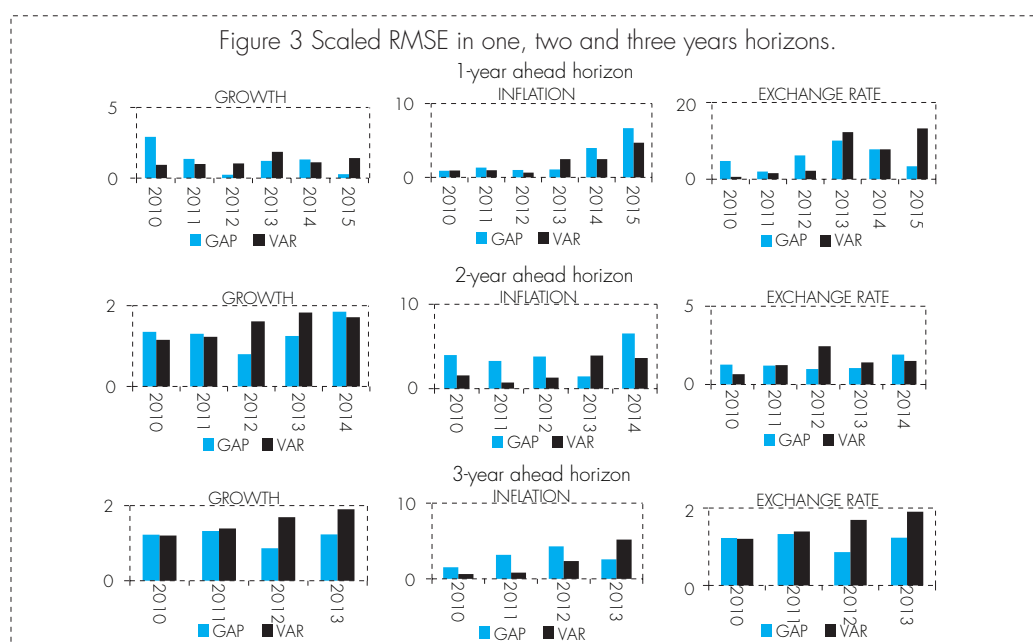 Figure 3 Scaled RMSE in one, two and three years horizons.
1-year ahead horizon
GROWTH
5
0
2010
2011
2012
2013
2014
2015
GAP VAR
INFLATION
10
0
2010
2011
2012
2013
2014
2015
GAP VAR
EXCHANGE RATE
20
0
2010
2011
2012
2013
2014
2015
GAP VAR
2-year ahead horizon
GROWTH
2
0
2010
2011
2012
2013
2014
GAP VAR
INFLATION
10
0
2010
2011
2012
2013
2014
GAP VAR
EXCHANGE RATE
5
0
2010
2011
2012
2013
2014
GAP VAR
3-year ahead horizon
GROWTH
2
0
2010
2011
2012
2013
GAP VAR
INFLATION
10
0
2010
2011
2012
2013
GAP VAR
EXCHANGE RATE
2
0
2010
2011
2012
2013
GAP VAR